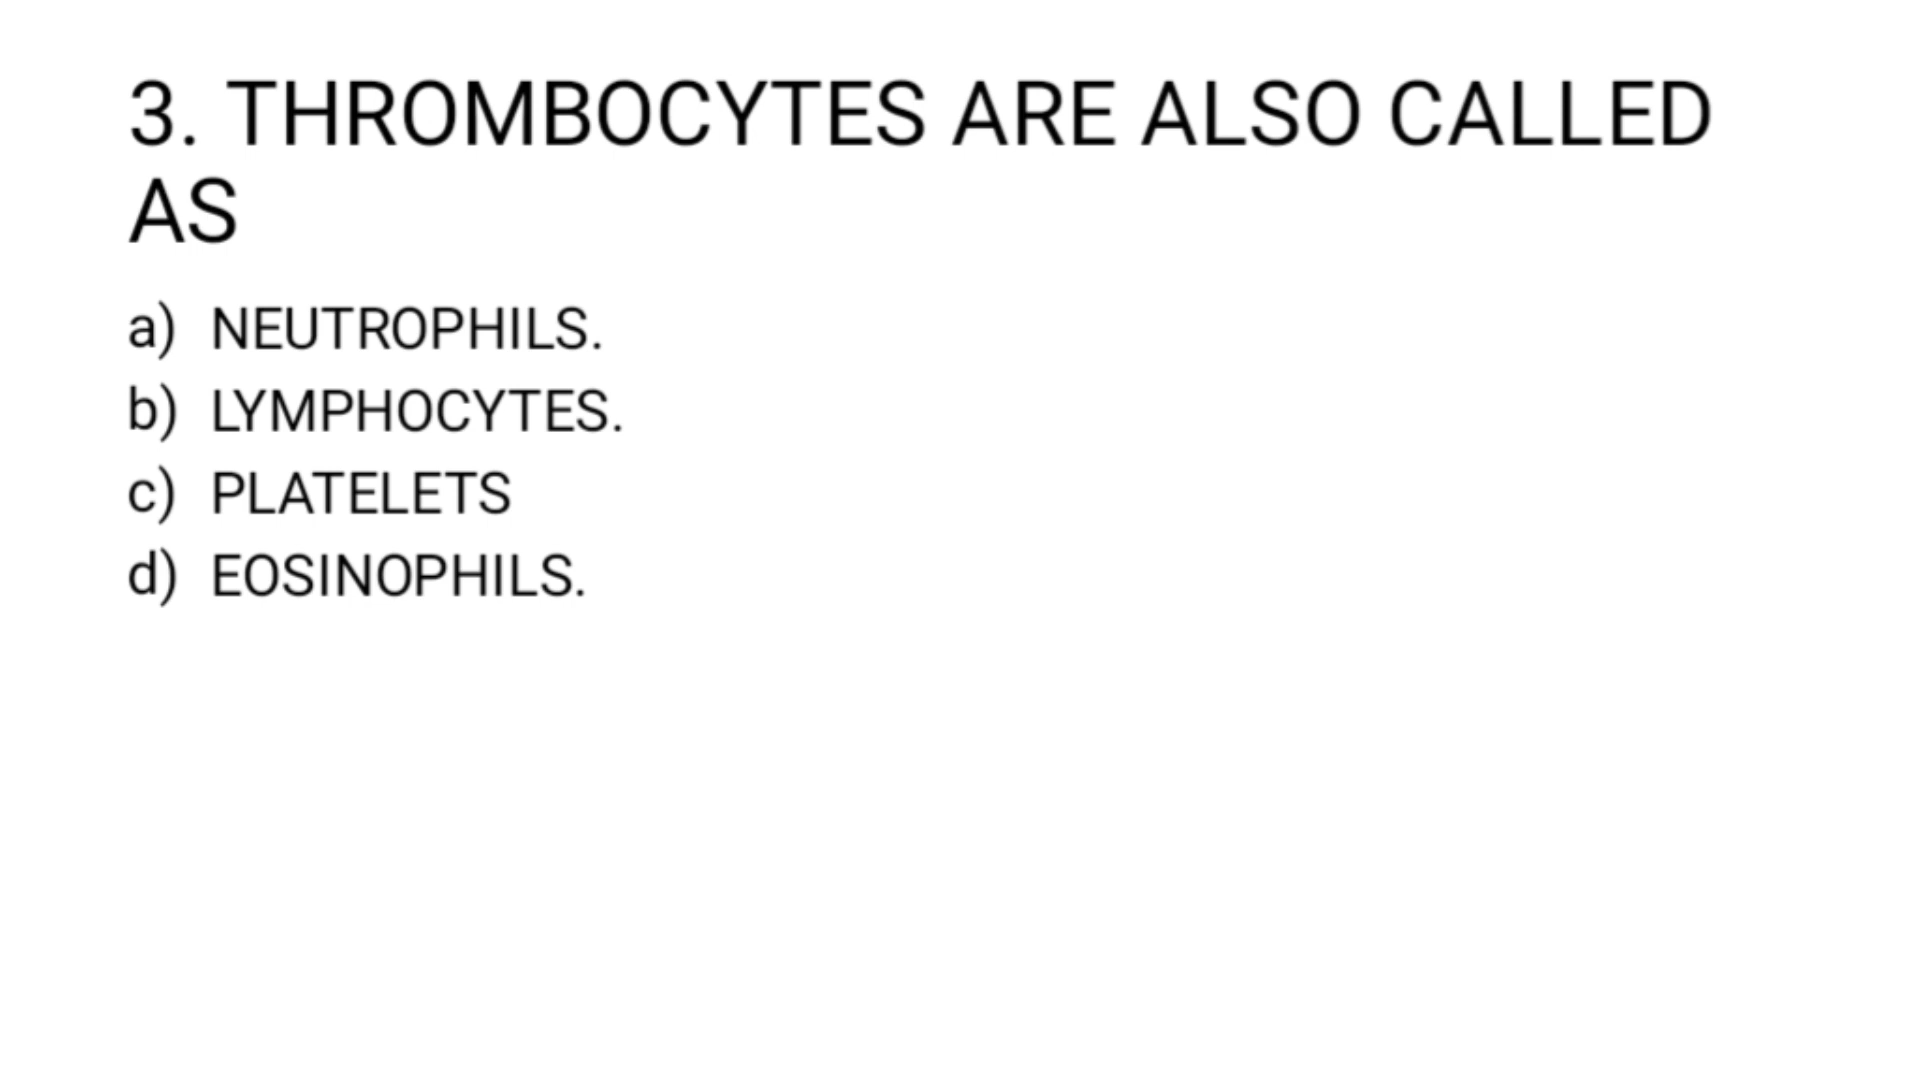 3. THROMBOCYTES ARE ALSO CALLED
AS
a) NEUTROPHILS.
b) LYMPHOCYTES.
c) PLATELETS
d) EOSINOPHILS.